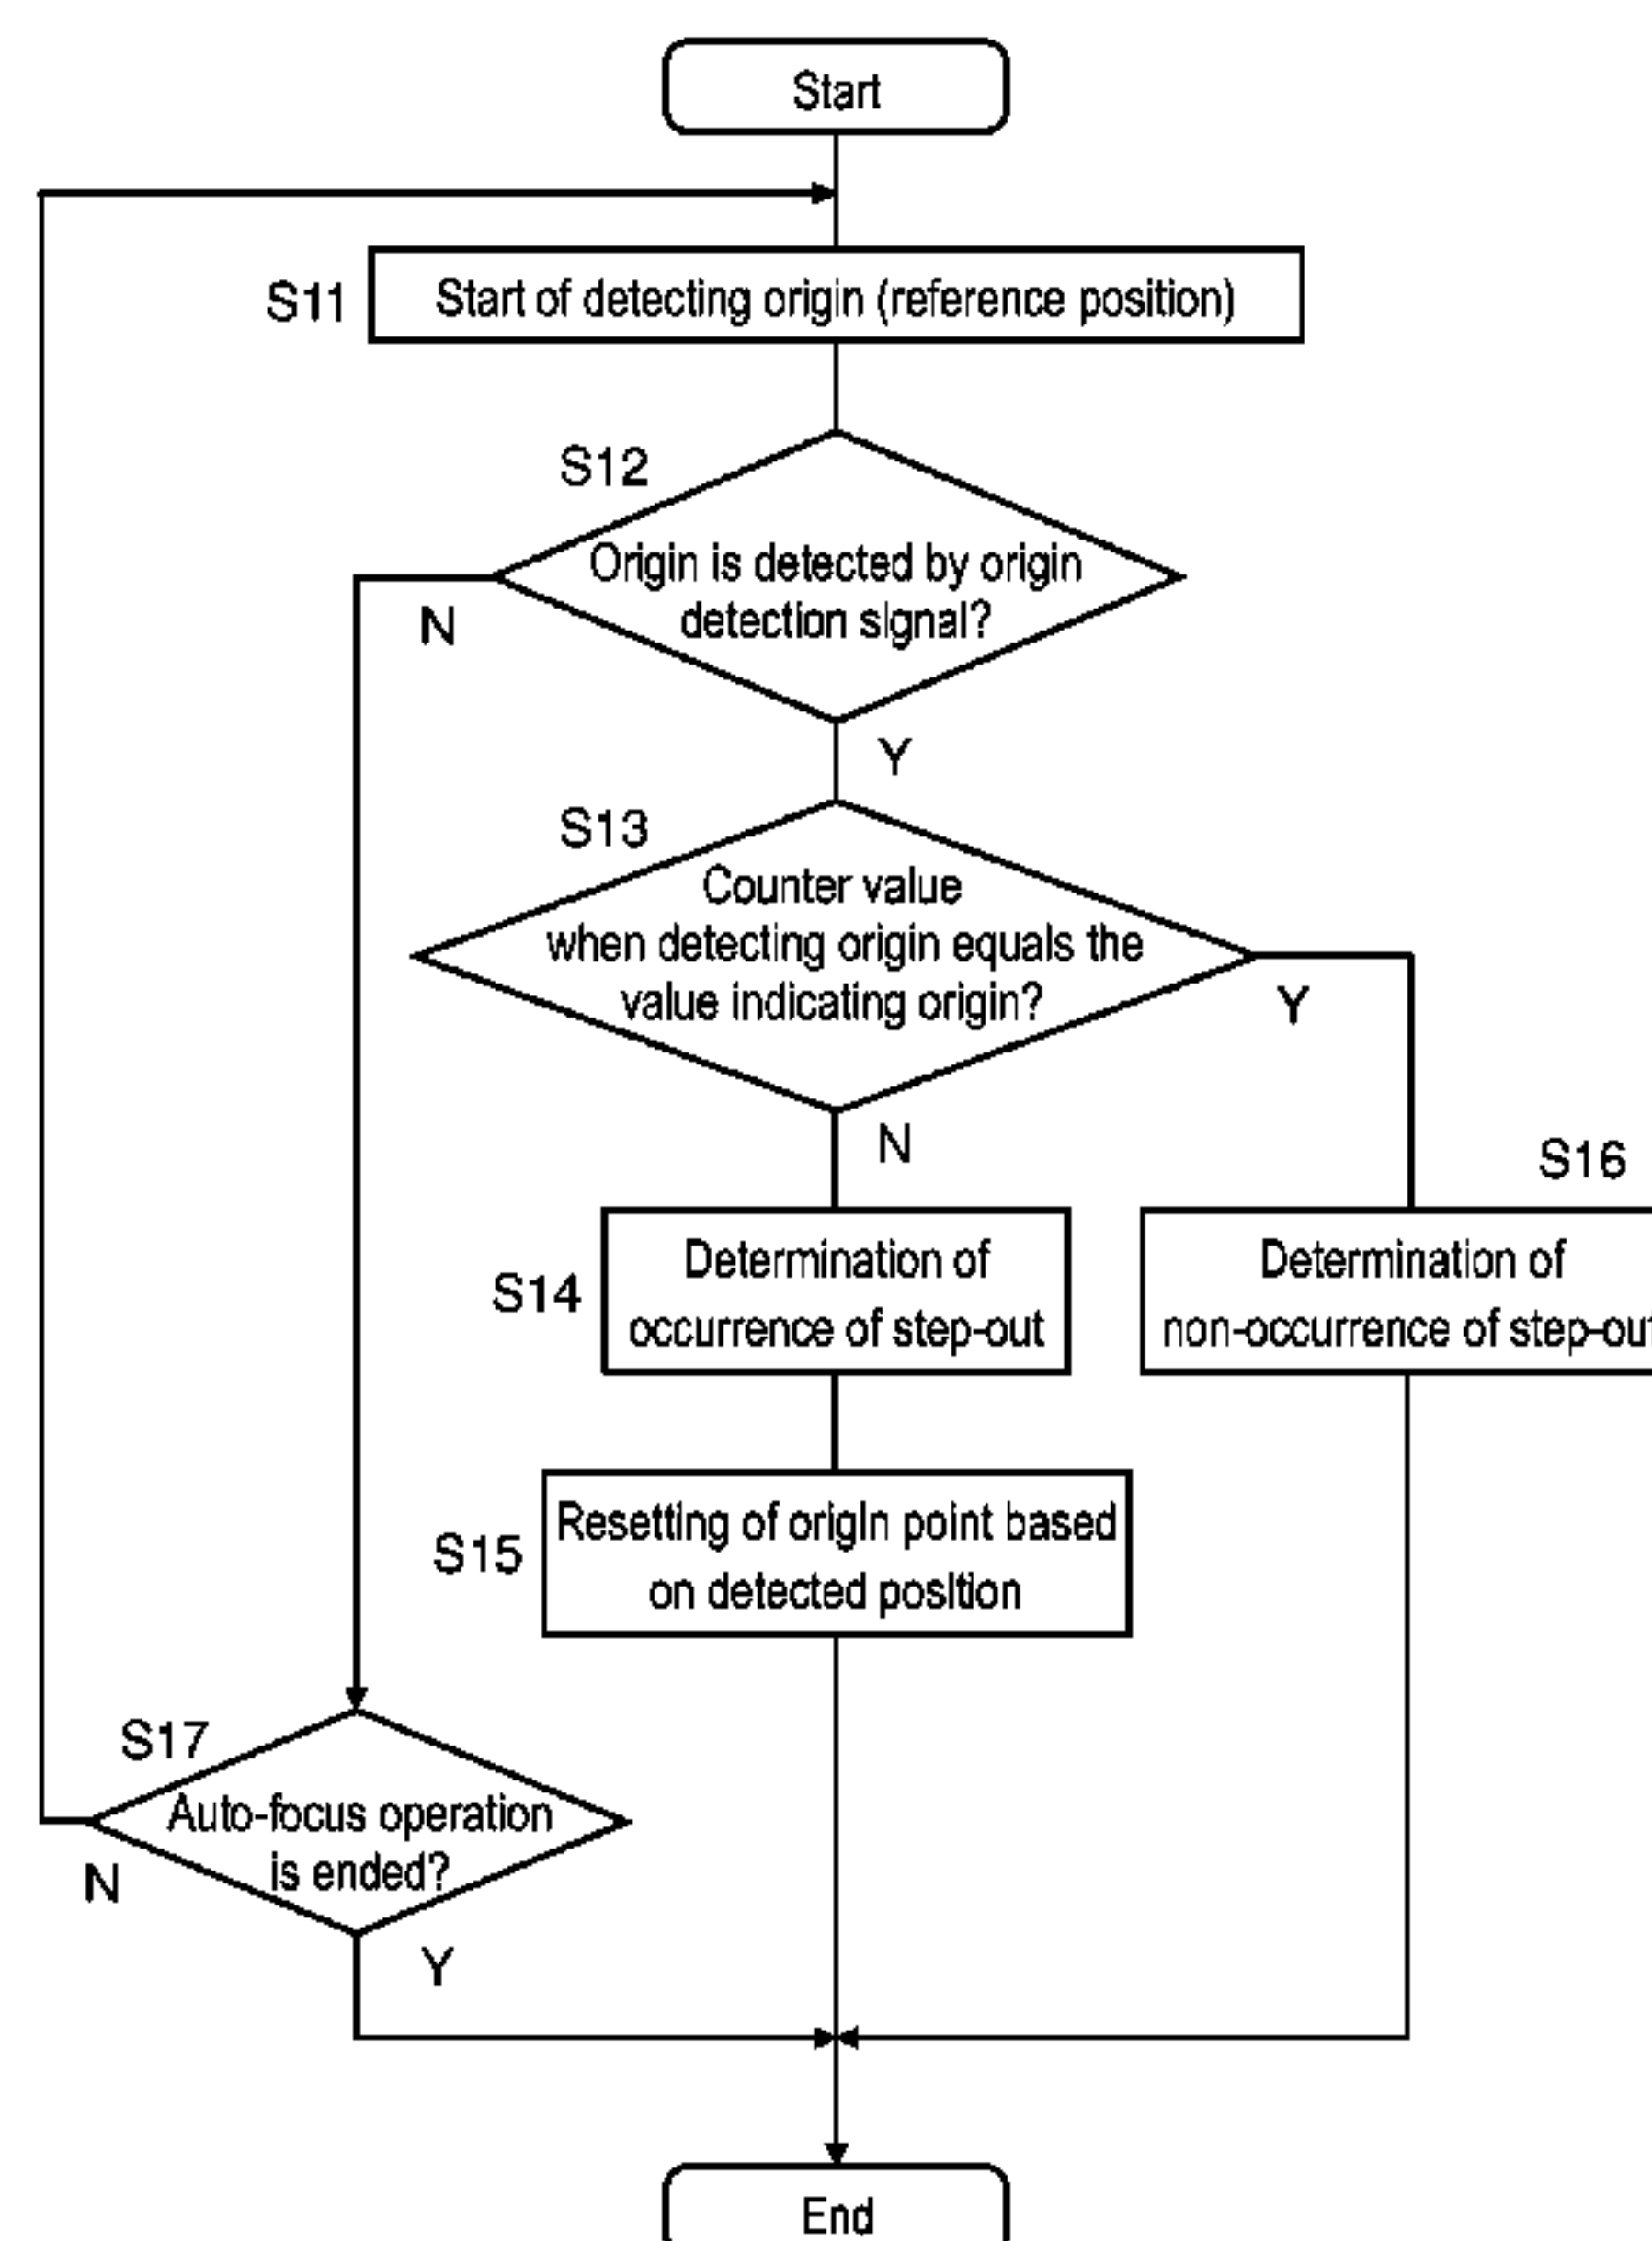 Start
S11
Start of detecting origin (reference position)
S12
Origin is detected by origin
detection signal?
N
Y
S13
Counter value
when detecting origin equals the
value indicating origin?
Y
N
S16
S14
Determination of
occurrence of step-out
Determination of
non-occurrence of step-out
S15
Resetting of origin point based
on detected position
S17
Auto-focus operation
is ended?
N
Y
End